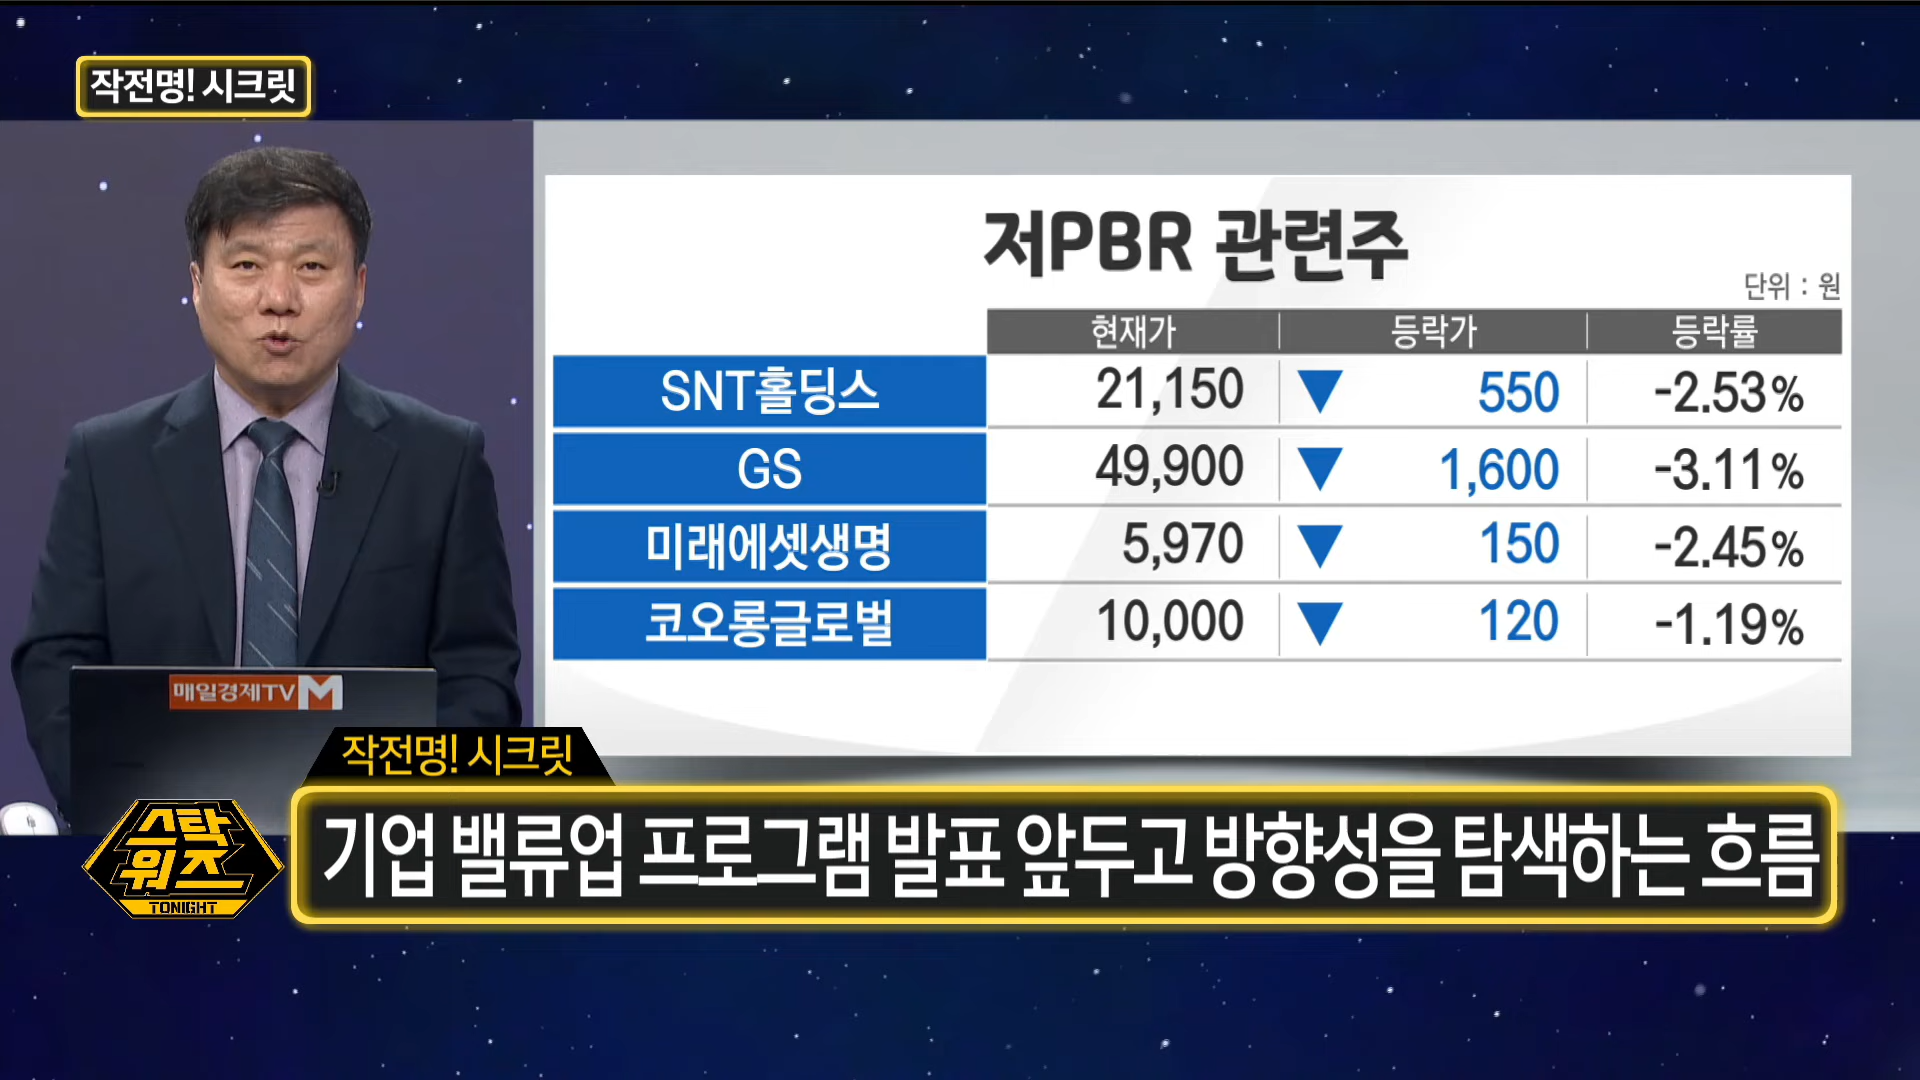 작전명! 시크릿
저PBR 관련주
단위 : 원
현재가 등락가 등락률
SNT홀딩스 21,150 ▼ 550 -2.53%
GS 49,900 ▼ 1,600 -3.11%
미래에셋생명 5,970 ▼ 150 -2.45%
코오롱글로벌 10,000 ▼ 120 -1.19%
매일경제TV M
작전명! 시크릿
스탁
워즈
TONIGHT
기업 밸류업 프로그램 발표 앞두고 방향성을 탐색하는 흐름